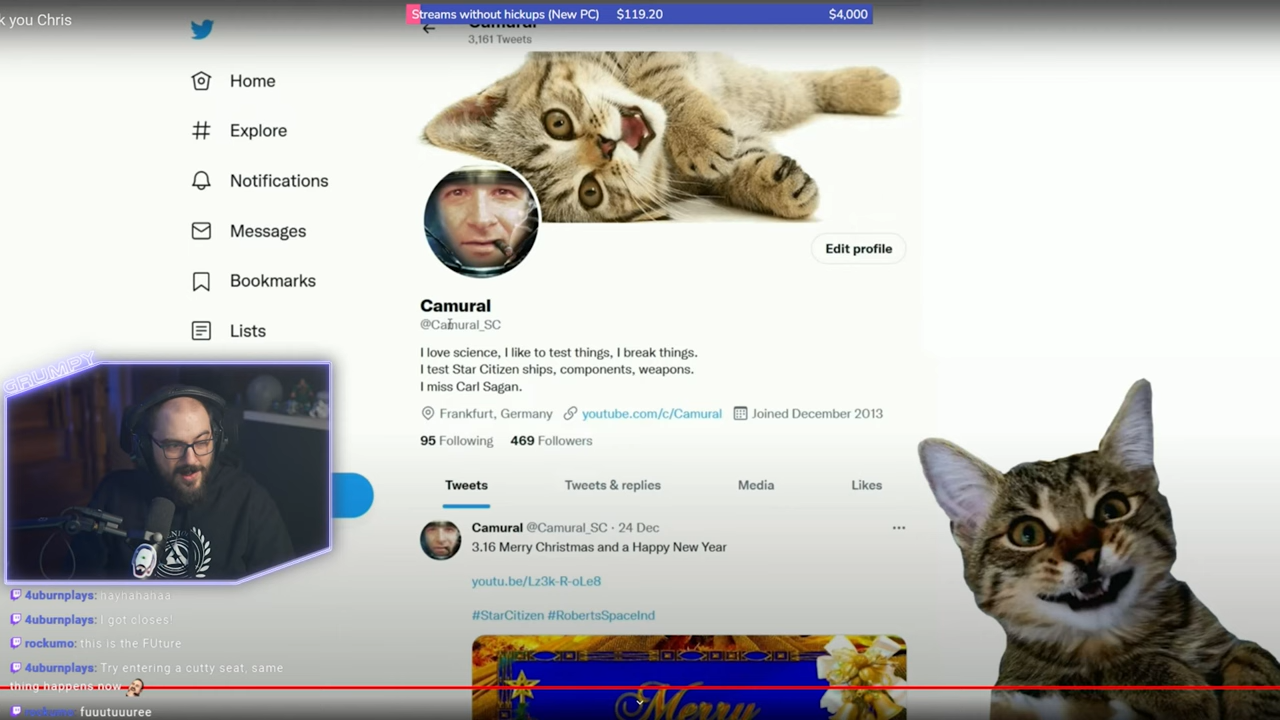 k you Chris
Streams without hickups (New PC) $119.20 $4,000
3,161 Tweets
Home
Explore
Notifications
Messages
Bookmarks
Lists
Edit profile
Camural
@Camural_SC
I love science, I like to test things, I break things.
I test Star Citizen ships, components, weapons.
I miss Carl Sagan.
Frankfurt, Germany youtube.com/c/Camural Joined December 2013
95 Following 469 Followers
Tweets Tweets & replies Media Likes
Camural @Camural_SC · 24 Dec
3.16 Merry Christmas and a Happy New Year
youtu.be/Lz3k-R-oLe8
#StarCitizen #RobertsSpaceInd
Merry
GRUMPY
4uburnplays: haynahahaa
4uburnplays: I got closes!
rockumo: this is the FUture
4uburnplays: Try entering a cutty seat, same
thing happens now
fuuutuuuree